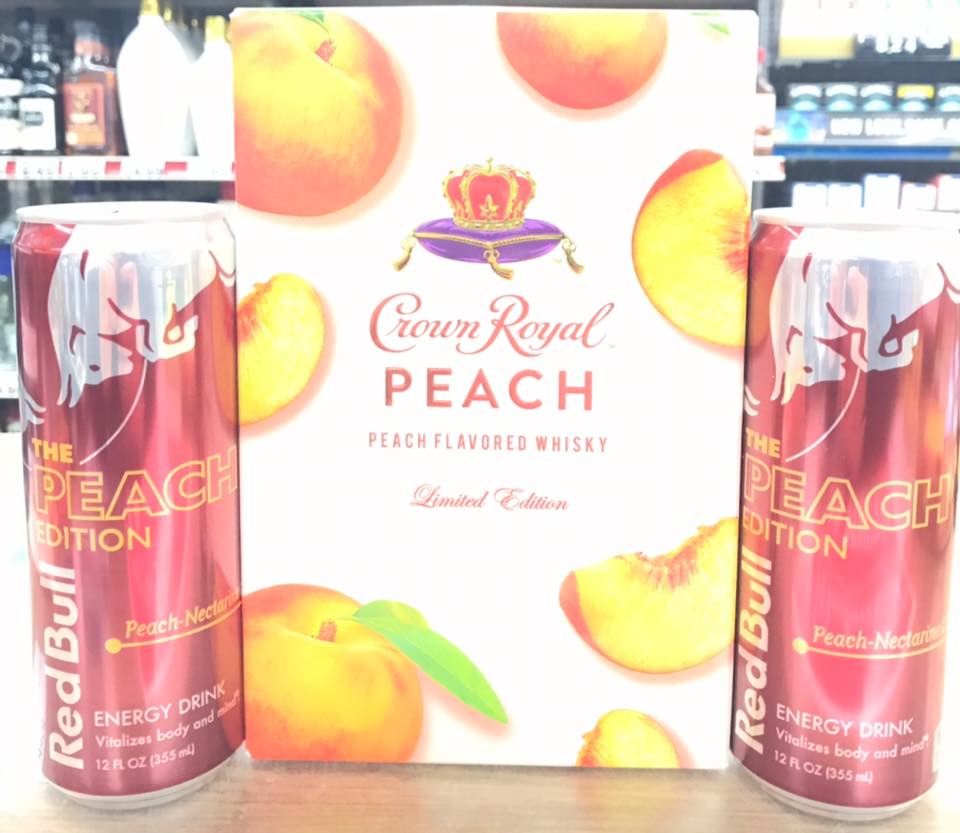 Crown Royal
PEACH
PEACH FLAVORED WHISKY
Limited Edition
THE
PEACH
EDITION
Red Bull
Peach-Nectarine
ENERGY DRINK
Vitalizes body and mind
12 FL OZ (355 mL)
THE
PEACH
EDITION
Red Bull
Peach-Nectarine
ENERGY DRINK
Vitalizes body and mind
12 FL OZ (355 mL)